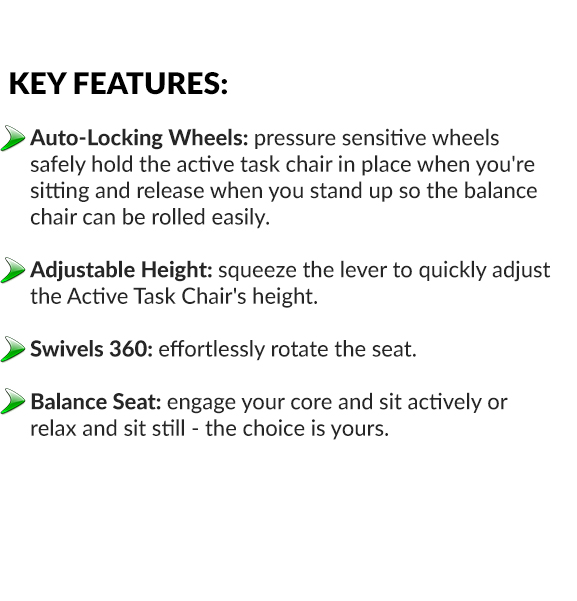 KEY FEATURES:
Auto-Locking Wheels: pressure sensitive wheels
safely hold the active task chair in place when you're
sitting and release when you stand up so the balance
chair can be rolled easily.
Adjustable Height: squeeze the lever to quickly adjust
the Active Task Chair's height.
Swivels 360: effortlessly rotate the seat.
Balance Seat: engage your core and sit actively or
relax and sit still - the choice is yours.